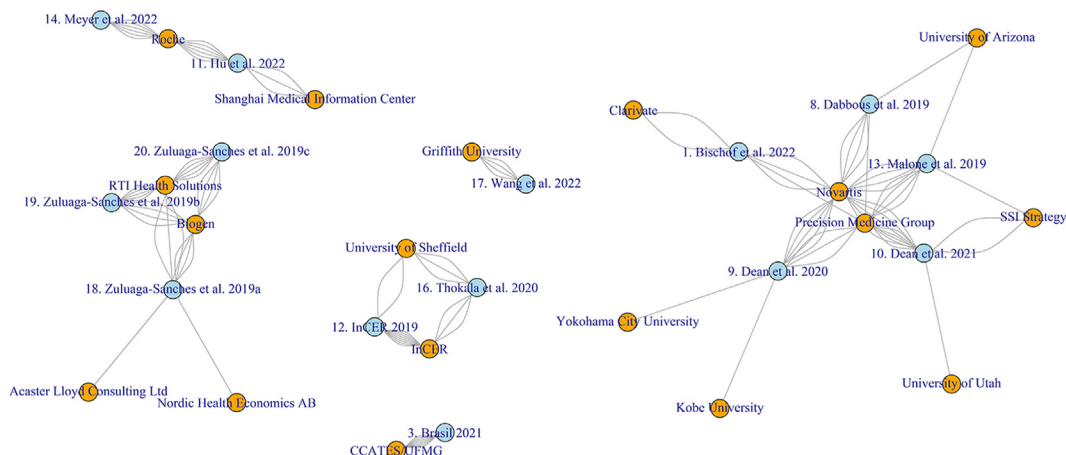 14. Meyer et al. 2022
Roche
11. Hu et al. 2022
Shanghai Medical Information Center
20. Zuluaga-Sanches et al. 2019c
RTI Health Solutions
19. Zuluaga-Sanches et al. 2019b
Biogen
18. Zuluaga-Sanches et al. 2019a
Acaster Lloyd Consulting Ltd
Nordic Health Economics AB
Griffith University
17. Wang et al. 2022
University of Sheffield
16. Thokala et al. 2020
12. InCER 2019
InCER
3. Brasil 2021
CCATES/UFMG
University of Arizona
Clarivate
8. Dabbous et al. 2019
1. Bischof et al. 2022
13. Malone et al. 2019
Novartis
Precision Medicine Group
SSI Strategy
10. Dean et al. 2021
9. Dean et al. 2020
Yokohama City University
University of Utah
Kobe University